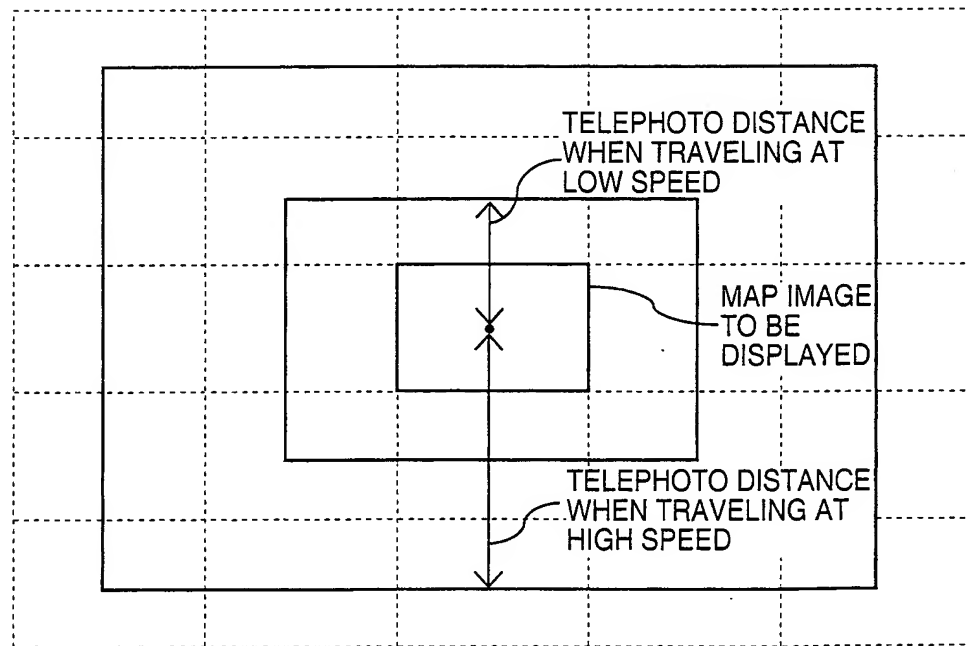 TELEPHOTO DISTANCE
WHEN TRAVELING AT
LOW SPEED
MAP IMAGE
TO BE
DISPLAYED
TELEPHOTO DISTANCE
WHEN TRAVELING AT
HIGH SPEED